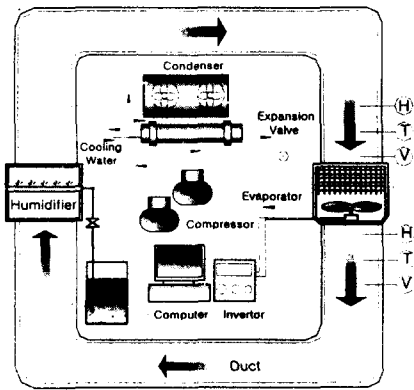 Condenser
Expansion
Valve
H
T
V
Cooling
Water
Humidifier
Evaporator
Compressor
H
T
V
Computer
Invertor
Duct